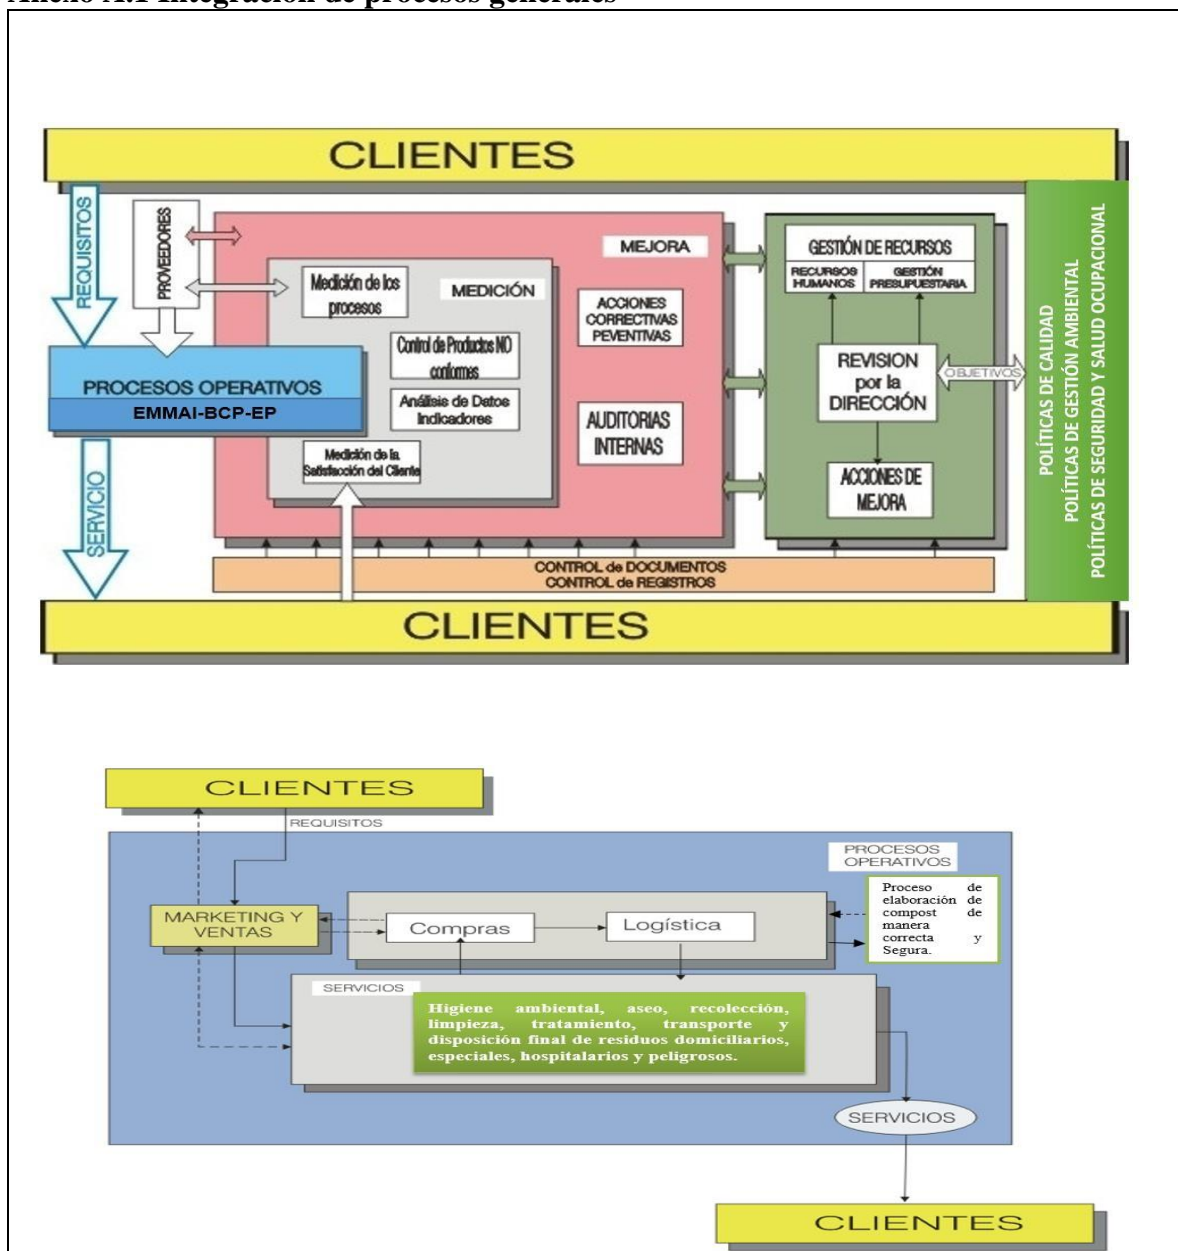 Anexo A.1 Integración de procesos generales
CLIENTES
REQUISITOS
PROVEEDORES
MEJORA
MEDICIÓN
Medición de los
procesos
Control de Productos NO
conformes
Análisis de Datos
Indicadores
Medición de la
Satisfacción del Cliente
ACCIONES
CORRECTIVAS
PEVENTIVAS
AUDITORIAS
INTERNAS
GESTIÓN DE RECURSOS
RECURSOS
HUMANOS
GESTIÓN
PRESUPUESTARIA
REVISION
por la
DIRECCIÓN
OBJETIVOS
ACCIONES DE
MEJORA
POLÍTICAS DE CALIDAD
POLÍTICAS DE GESTIÓN AMBIENTAL
POLÍTICAS DE SEGURIDAD Y SALUD OCUPACIONAL
PROCESOS OPERATIVOS
EMMAI-BCP-EP
SERVICIO
CONTROL de DOCUMENTOS
CONTROL de REGISTROS
CLIENTES
CLIENTES
REQUISITOS
PROCESOS
OPERATIVOS
Proceso de
elaboración de
compost de
manera
correcta y
Segura.
MARKETING Y
VENTAS
Compras
Logística
SERVICIOS
Higiene ambiental, aseo, recolección,
limpieza, tratamiento, transporte y
disposición final de residuos domiciliarios,
especiales, hospitalarios y peligrosos.
SERVICIOS
CLIENTES